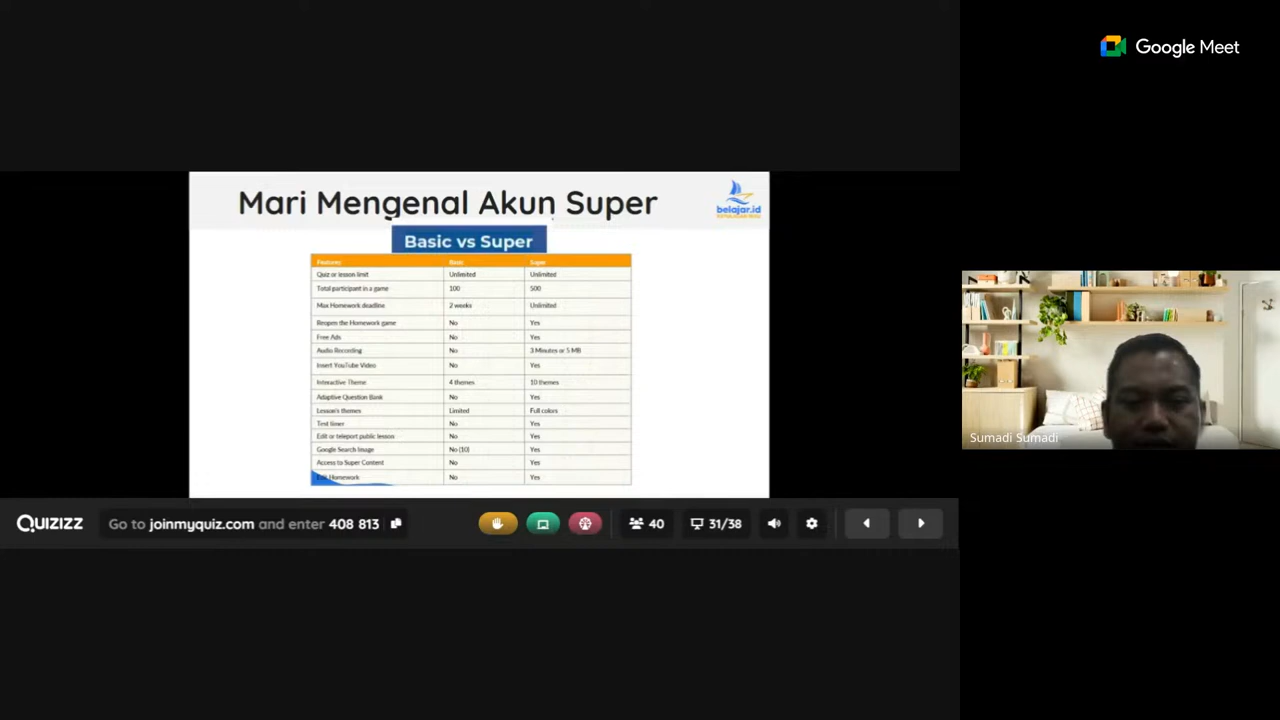 Google Meet
Mari Mengenal Akun Super
belajar.id
Basic vs Super
Features Basic Super
Quiz or lesson limit Unlimited Unlimited
Total participant in a game 100 500
Max Homework deadline 2 weeks Unlimited
Reopen the Homework game No Yes
Free Ads No Yes
Audio Recording No 3 Minutes or 5 MB
Insert YouTube Video No Yes
Interactive Theme 4 themes 10 themes
Adaptive Question Bank No Yes
Lesson's themes Limited Full colors
Test timer No Yes
Edit or teleport public lesson No Yes
Google Search Image No (10) Yes
Access to Super Content No Yes
Homework No Yes
QUIZIZZ Go to joinmyquiz.com and enter 408 813 40 31/38
Sumadi Sumadi